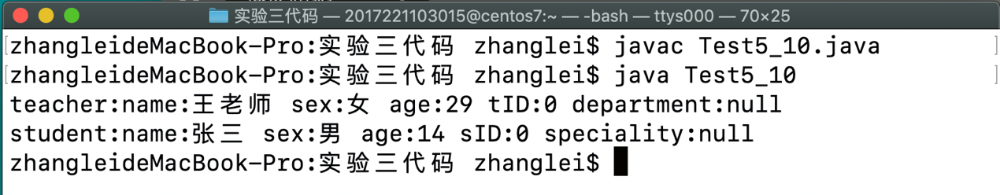 实验三代码 — 2017221103015@centos7:~ — -bash — ttys000 — 70×25
[zhangleideMacBook-Pro:实验三代码 zhanglei$ javac Test5_10.java ]
[zhangleideMacBook-Pro:实验三代码 zhanglei$ java Test5_10 ]
teacher:name:王老师 sex:女 age:29 tID:0 department:null
student:name:张三 sex:男 age:14 sID:0 speciality:null
zhangleideMacBook-Pro:实验三代码 zhanglei$